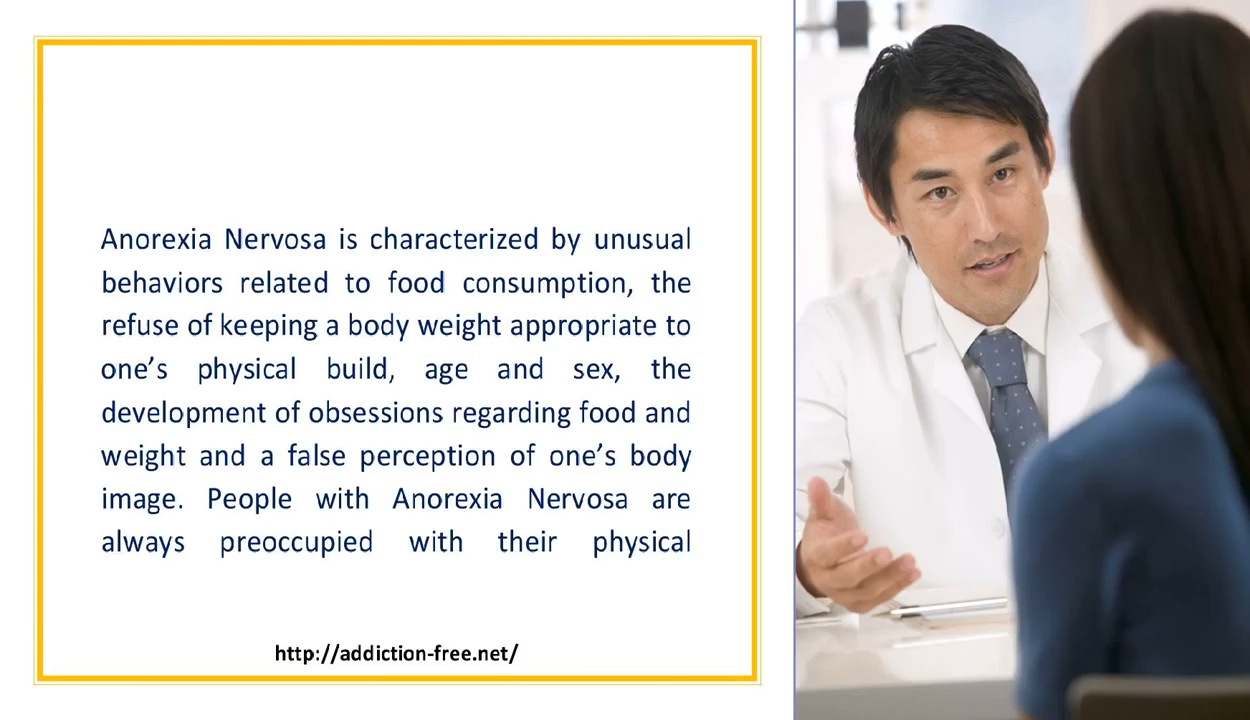 Anorexia Nervosa is characterized by unusual
behaviors related to food consumption, the
refuse of keeping a body weight appropriate to
one’s physical build, age and sex, the
development of obsessions regarding food and
weight and a false perception of one’s body
image. People with Anorexia Nervosa are
always preoccupied with their physical
http://addiction-free.net/